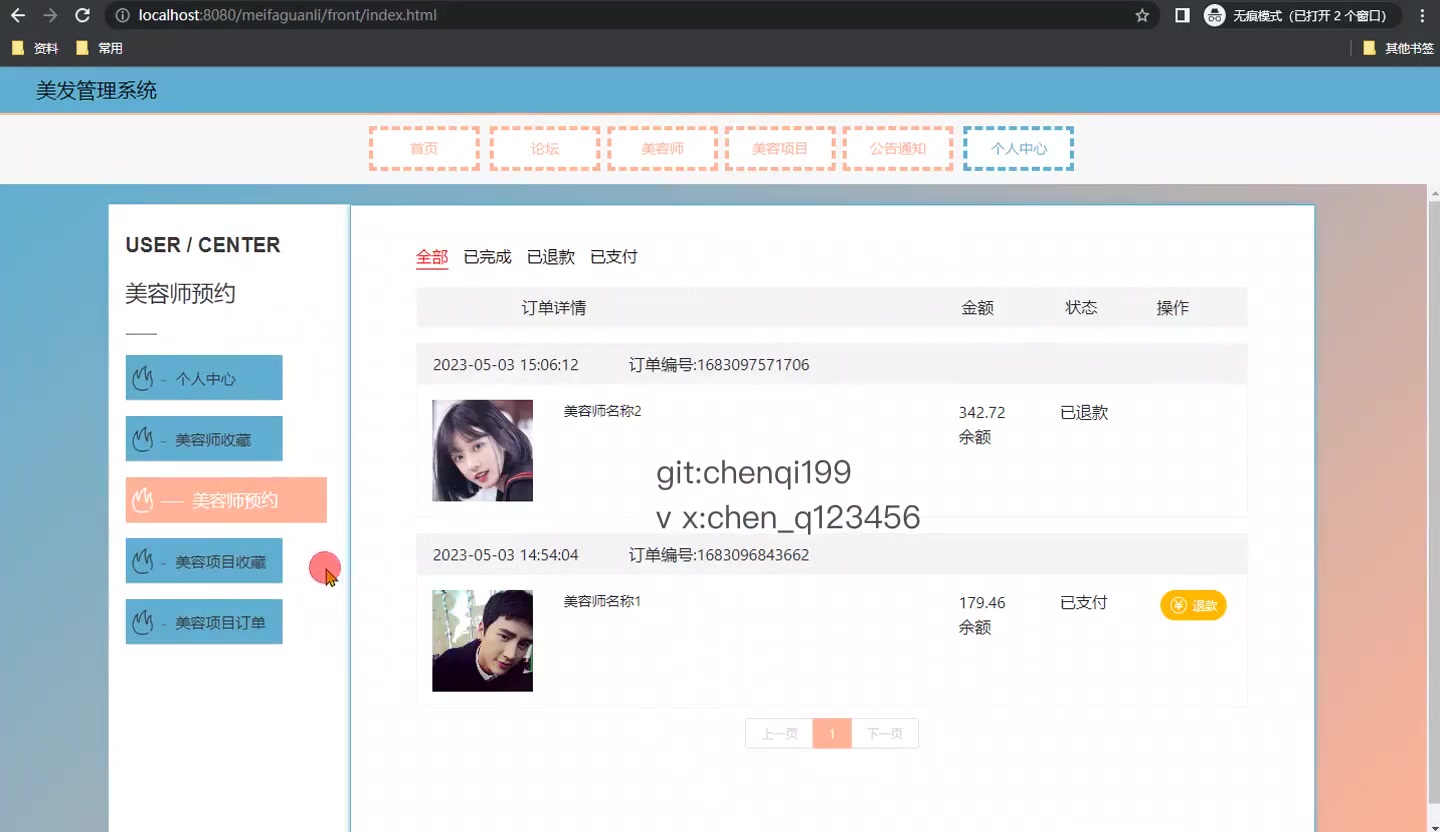 localhost:8080/meifaguanli/front/index.html
无痕模式（已打开 2 个窗口）
资料 常用 其他书签
美发管理系统
首页 论坛 美容师 美容项目 公告通知 个人中心
USER / CENTER
美容师预约
- 个人中心
- 美容师收藏
— 美容师预约
- 美容项目收藏
- 美容项目订单
全部 已完成 已退款 已支付
订单详情 金额 状态 操作
2023-05-03 15:06:12 订单编号:1683097571706
美容师名称2 342.72 已退款
余额
git:chenqi199
v x:chen_q123456
2023-05-03 14:54:04 订单编号:1683096843662
美容师名称1 179.46 已支付 退款
余额
上一页 1 下一页